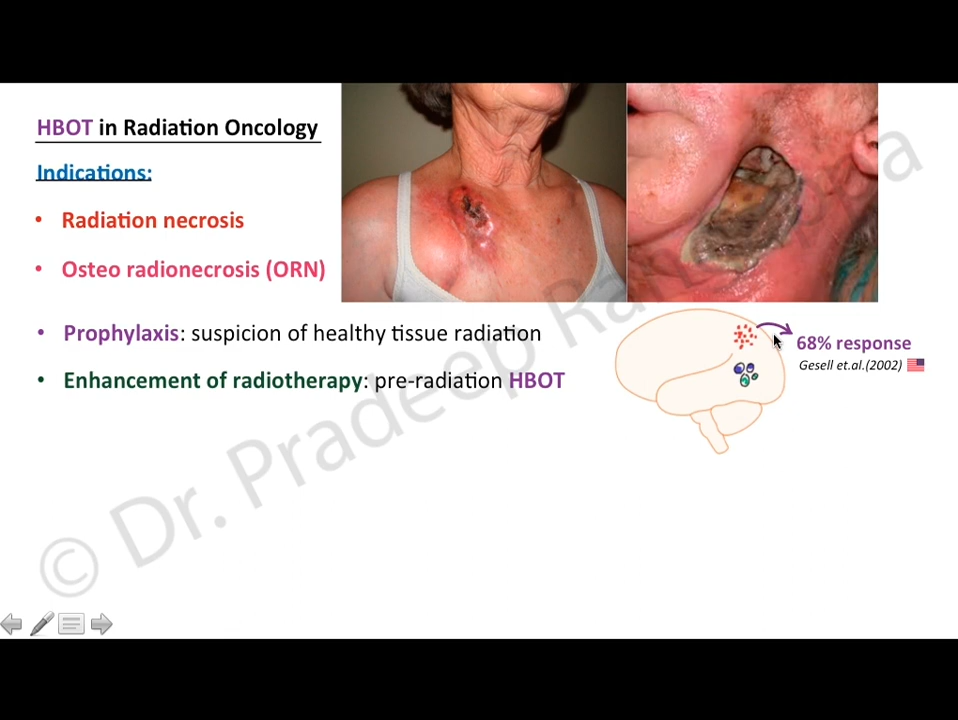 HBOT in Radiation Oncology
Indications:
• Radiation necrosis
• Osteo radionecrosis (ORN)
• Prophylaxis: suspicion of healthy tissue radiation
• Enhancement of radiotherapy: pre-radiation HBOT
68% response
Gesell et.al.(2002)
© Dr. Pradeep